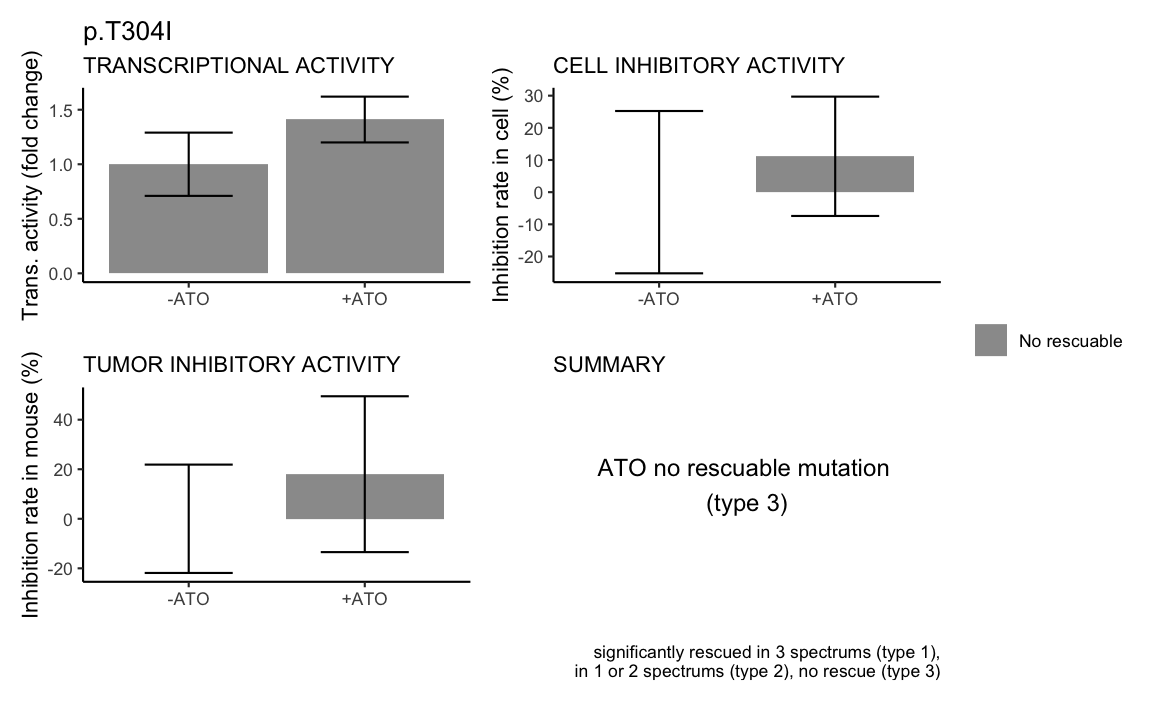 p.T304I
TRANSCRIPTIONAL ACTIVITY
Trans. activity (fold change)
1.5
1.0
0.5
0.0
-ATO
+ATO
CELL INHIBITORY ACTIVITY
Inhibition rate in cell (%)
30
20
10
0
-10
-20
-ATO
+ATO
No rescuable
TUMOR INHIBITORY ACTIVITY
Inhibition rate in mouse (%)
40
20
0
-20
-ATO
+ATO
SUMMARY
ATO no rescuable mutation
(type 3)
significantly rescued in 3 spectrums (type 1),
in 1 or 2 spectrums (type 2), no rescue (type 3)